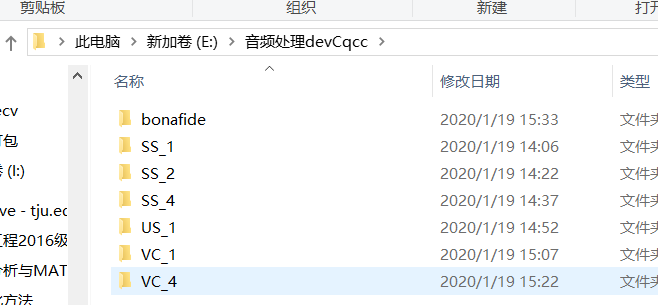 剪贴板 组织 新建 打开
此电脑 新加卷 (E:) 音频处理devCqcc
名称 修改日期 类型
bonafide 2020/1/19 15:33 文件夹
ecv
SS_1 2020/1/19 14:06 文件夹
包
SS_2 2020/1/19 14:22 文件夹
(I:)
SS_4 2020/1/19 14:37 文件夹
ve - tju.ec
US_1 2020/1/19 14:52 文件夹
程2016级
VC_1 2020/1/19 15:07 文件夹
析与MAT
VC_4 2020/1/19 15:22 文件夹
方法